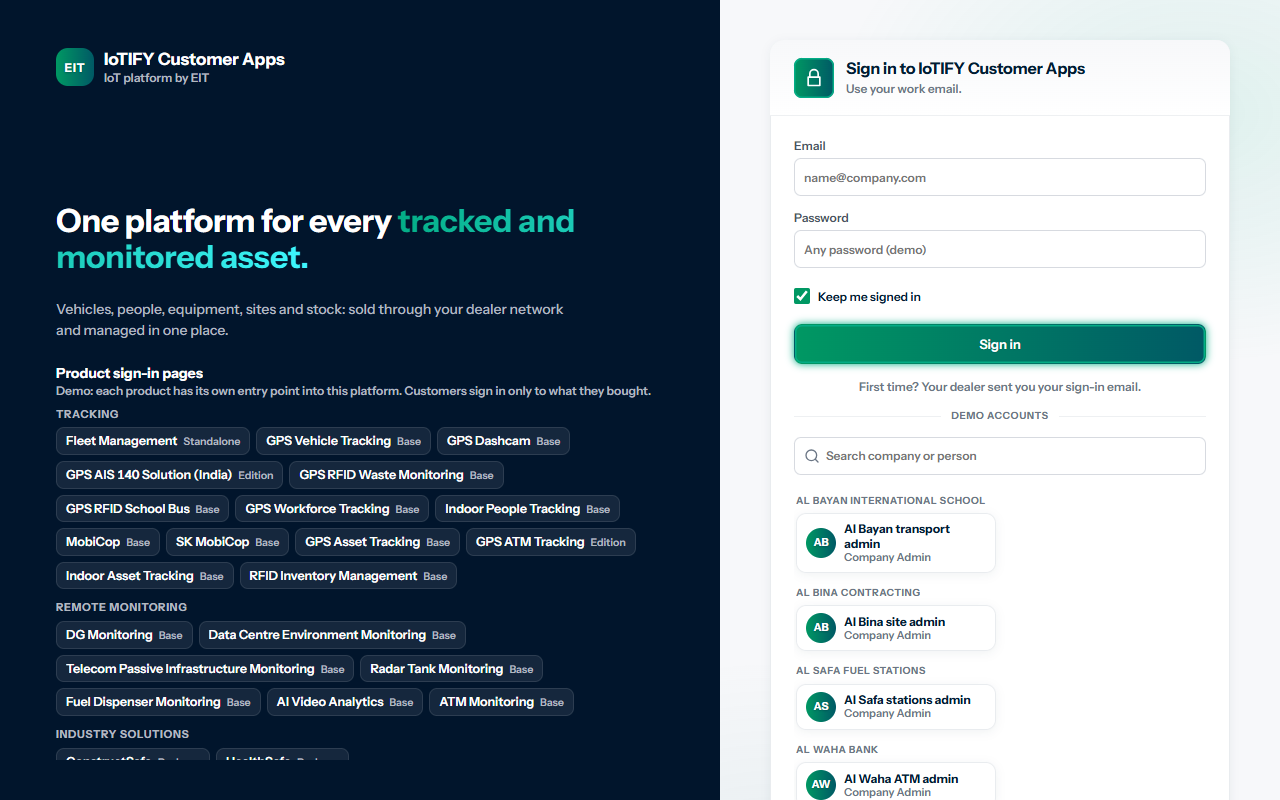 EIT
IoTIFY Customer Apps
IoT platform by EIT
One platform for every tracked and
monitored asset.
Vehicles, people, equipment, sites and stock: sold through your dealer network
and managed in one place.
Product sign-in pages
Demo: each product has its own entry point into this platform. Customers sign in only to what they bought.
TRACKING
Fleet Management Standalone GPS Vehicle Tracking Base GPS Dashcam Base
GPS AIS 140 Solution (India) Edition GPS RFID Waste Monitoring Base
GPS RFID School Bus Base GPS Workforce Tracking Base Indoor People Tracking Base
MobiCop Base SK MobiCop Base GPS Asset Tracking Base GPS ATM Tracking Edition
Indoor Asset Tracking Base RFID Inventory Management Base
REMOTE MONITORING
DG Monitoring Base Data Centre Environment Monitoring Base
Telecom Passive Infrastructure Monitoring Base Radar Tank Monitoring Base
Fuel Dispenser Monitoring Base AI Video Analytics Base ATM Monitoring Base
INDUSTRY SOLUTIONS
Sign in to IoTIFY Customer Apps
Use your work email.
Email
name@company.com
Password
Any password (demo)
Keep me signed in
Sign in
First time? Your dealer sent you your sign-in email.
DEMO ACCOUNTS
Search company or person
AL BAYAN INTERNATIONAL SCHOOL
AB
Al Bayan transport
admin
Company Admin
AL BINA CONTRACTING
AB
Al Bina site admin
Company Admin
AL SAFA FUEL STATIONS
AS
Al Safa stations admin
Company Admin
AL WAHA BANK
AW
Al Waha ATM admin
Company Admin